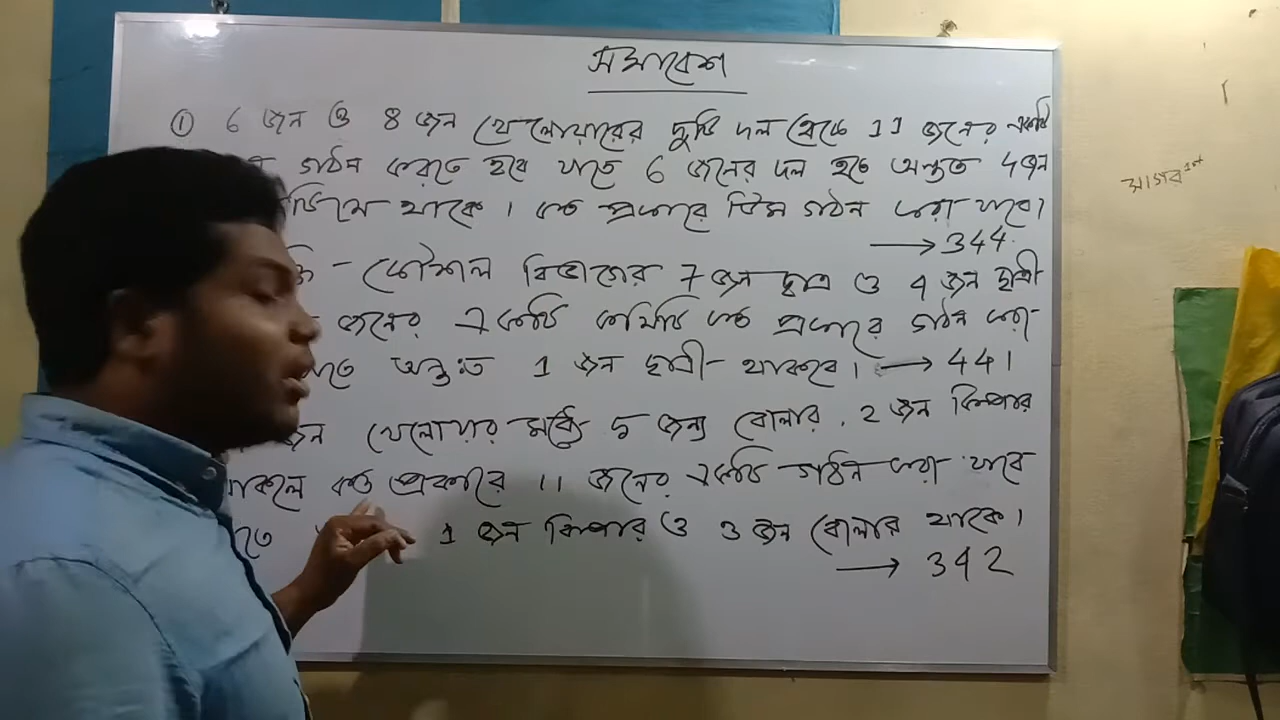 সমাবেশ
① 6 জন ও 8 জন খেলোয়ারের দুটি দল থেকে 11 জনের একটি
গঠন করতে হবে যাতে 6 জনের দল হতে অন্তত 4 জন
টিমে থাকে। কত প্রকারে টিম গঠন করা যাবে।
→ 344
কৌশল বিভাগের 7 জন ছাত্র ও 4 জন ছাত্রী
জনের একটি কমিটি কত প্রকারে গঠন করা
তে অন্তঃত 1 জন ছাত্রী থাকবে। → 441
জন খেলোয়ার মধ্যে 5 জন্য বোলার, 2 জন কিপার
থাকলে কত প্রকারে 11 জনের একটি গঠন করা যাবে
তে 1 জন কিপার ও 3 জন বোলার থাকে।
→ 342